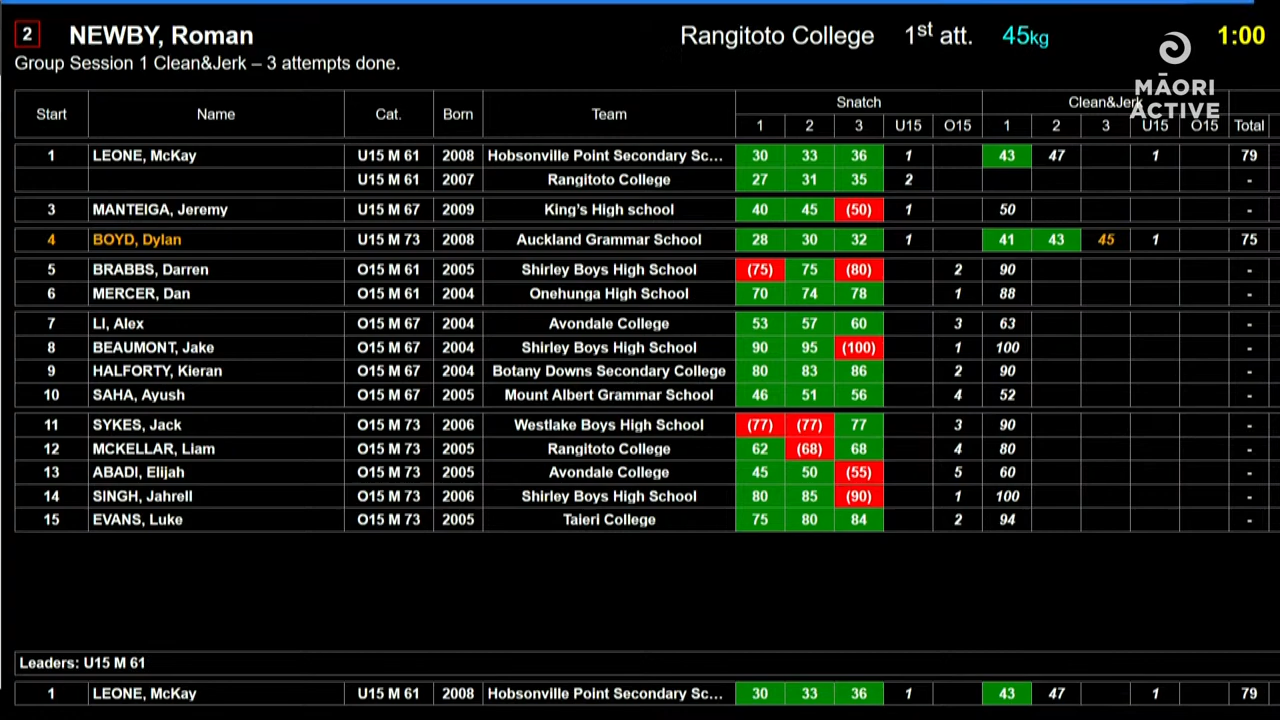 2 NEWBY, Roman Rangitoto College 1st att. 45kg 1:00
Group Session 1 Clean&Jerk – 3 attempts done.
MĀORI
ACTIVE
Start Name Cat. Born Team Snatch Clean&Jerk
1 2 3 U15 O15 1 2 3 U15 O15 Total
1 LEONE, McKay U15 M 61 2008 Hobsonville Point Secondary Sc... 30 33 36 1 43 47 1 79
U15 M 61 2007 Rangitoto College 27 31 35 2 -
3 MANTEIGA, Jeremy U15 M 67 2009 King's High school 40 45 (50) 1 50 -
4 BOYD, Dylan U15 M 73 2008 Auckland Grammar School 28 30 32 1 41 43 45 1 75
5 BRABBS, Darren O15 M 61 2005 Shirley Boys High School (75) 75 (80) 2 90 -
6 MERCER, Dan O15 M 61 2004 Onehunga High School 70 74 78 1 88 -
7 LI, Alex O15 M 67 2004 Avondale College 53 57 60 3 63 -
8 BEAUMONT, Jake O15 M 67 2004 Shirley Boys High School 90 95 (100) 1 100 -
9 HALFORTY, Kieran O15 M 67 2004 Botany Downs Secondary College 80 83 86 2 90 -
10 SAHA, Ayush O15 M 67 2005 Mount Albert Grammar School 46 51 56 4 52 -
11 SYKES, Jack O15 M 73 2006 Westlake Boys High School (77) (77) 77 3 90 -
12 MCKELLAR, Liam O15 M 73 2005 Rangitoto College 62 (68) 68 4 80 -
13 ABADI, Elijah O15 M 73 2005 Avondale College 45 50 (55) 5 60 -
14 SINGH, Jahrell O15 M 73 2006 Shirley Boys High School 80 85 (90) 1 100 -
15 EVANS, Luke O15 M 73 2005 Taieri College 75 80 84 2 94 -
Leaders: U15 M 61
1 LEONE, McKay U15 M 61 2008 Hobsonville Point Secondary Sc... 30 33 36 1 43 47 1 79